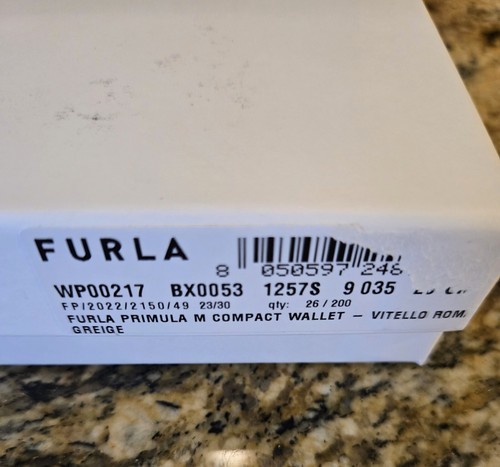 FURLA
8 050597 246
WP00217 BX0053 1257S 9 035
FP/2022/2150/49 23/30 qty: 26 / 200
FURLA PRIMULA M COMPACT WALLET – VITELLO ROM
GREIGE